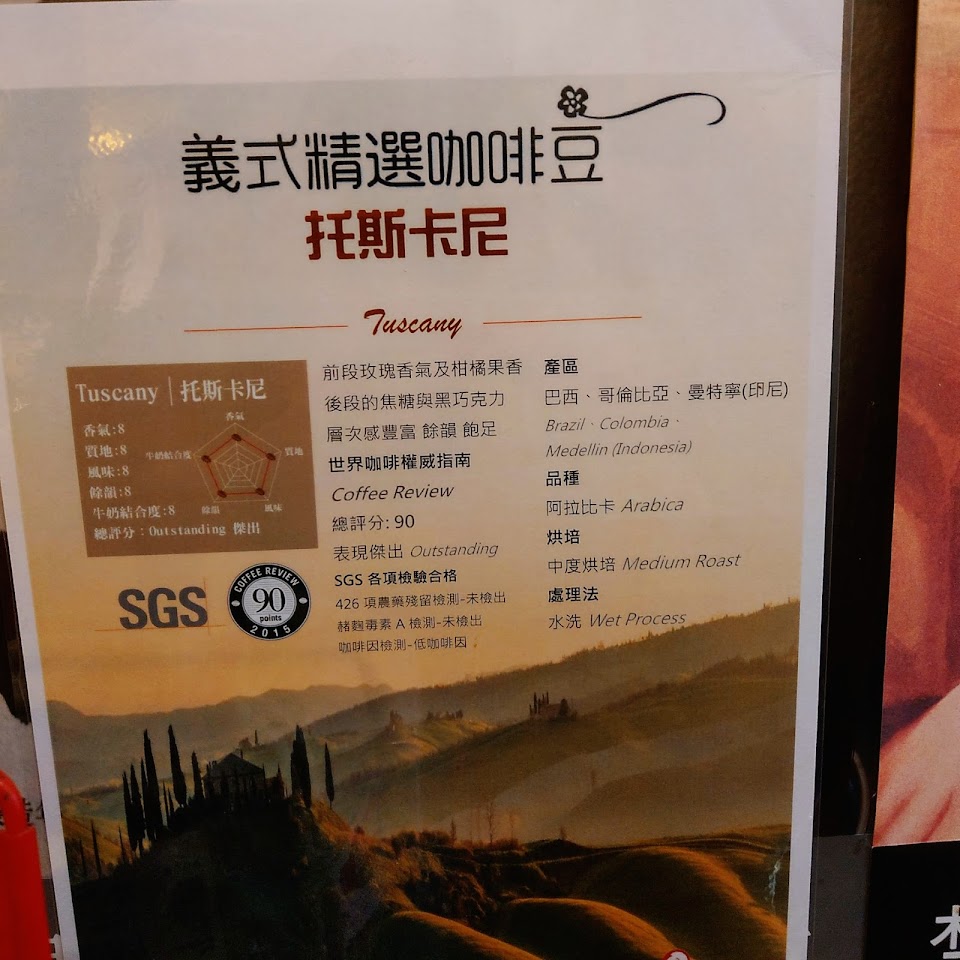 義式精選咖啡豆
托斯卡尼
Tuscany
Tuscany | 托斯卡尼
香氣:8
質地:8
風味:8
餘韻:8
牛奶結合度:8
總評分：Outstanding 傑出
香氣
質地
風味
餘韻
牛奶結合度
SGS
COFFEE REVIEW
90
points
2015
前段玫瑰香氣及柑橘果香
後段的焦糖與黑巧克力
層次感豐富 餘韻 飽足
世界咖啡權威指南
Coffee Review
總評分: 90
表現傑出 Outstanding
SGS 各項檢驗合格
426 項農藥殘留檢測-未檢出
赭麴毒素 A 檢測-未檢出
咖啡因檢測-低咖啡因
產區
巴西、哥倫比亞、曼特寧(印尼)
Brazil、Colombia、
Medellin (Indonesia)
品種
阿拉比卡 Arabica
烘培
中度烘培 Medium Roast
處理法
水洗 Wet Process